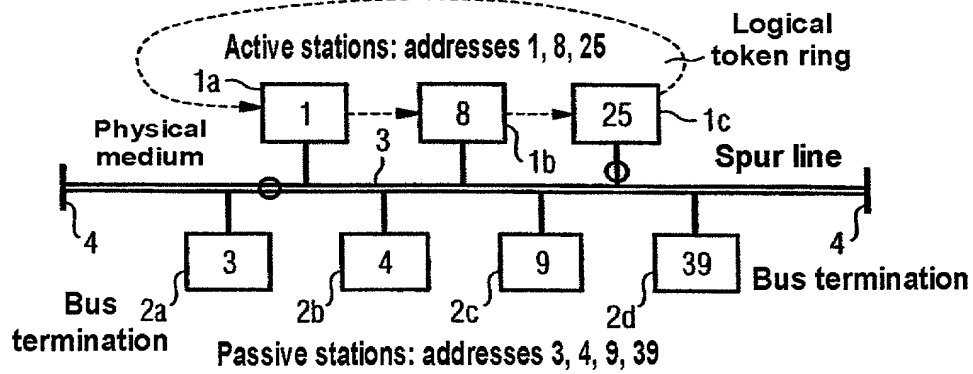 Active stations: addresses 1, 8, 25
Logical
token ring
1a
1
8
25
1c
1b
Physical
medium
3
Spur line
4
4
3
4
9
39
Bus
termination
2a
2b
2c
2d
Bus termination
Passive stations: addresses 3, 4, 9, 39